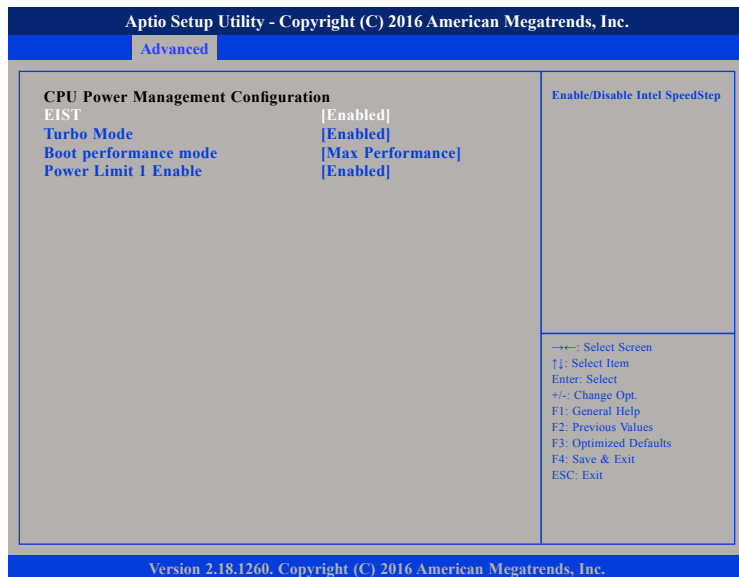 Aptio Setup Utility - Copyright (C) 2016 American Megatrends, Inc.
Advanced
CPU Power Management Configuration
EIST [Enabled]
Turbo Mode [Enabled]
Boot performance mode [Max Performance]
Power Limit 1 Enable [Enabled]
Enable/Disable Intel SpeedStep
→←: Select Screen
↑↓: Select Item
Enter: Select
+/-: Change Opt.
F1: General Help
F2: Previous Values
F3: Optimized Defaults
F4: Save & Exit
ESC: Exit
Version 2.18.1260. Copyright (C) 2016 American Megatrends, Inc.